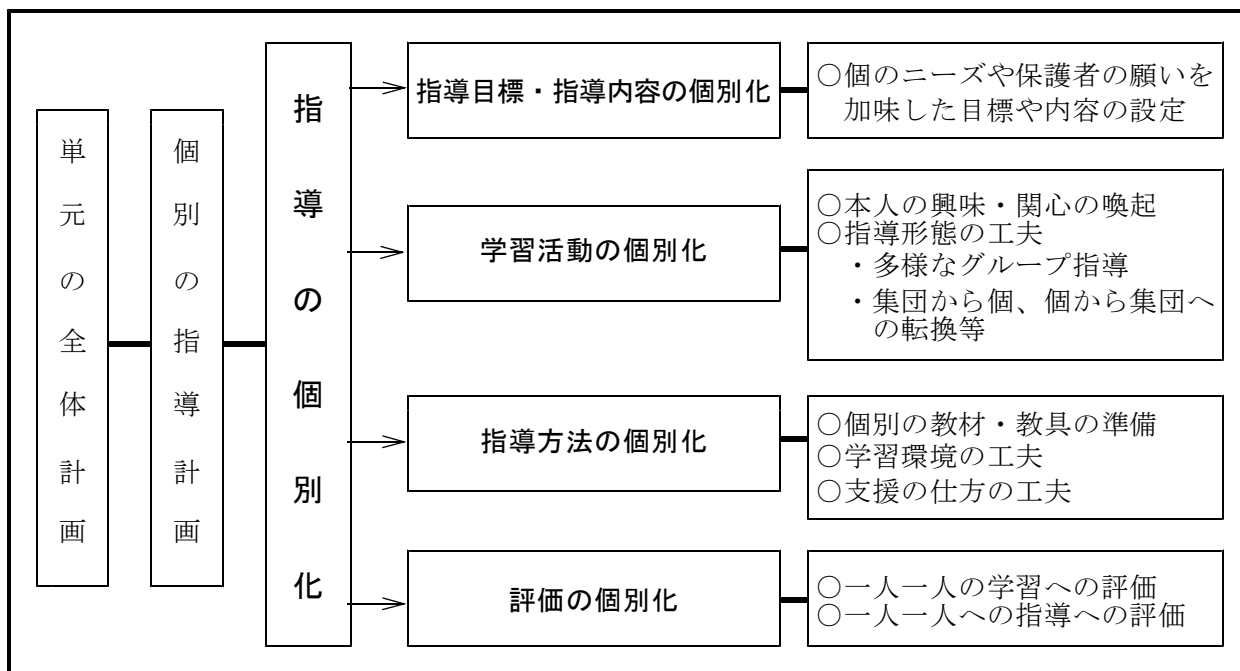 単元の全体計画
個別の指導計画
指導の個別化
指導目標・指導内容の個別化
○個のニーズや保護者の願いを
加味した目標や内容の設定
学習活動の個別化
○本人の興味・関心の喚起
○指導形態の工夫
・多様なグループ指導
・集団から個、個から集団へ
の転換等
指導方法の個別化
○個別の教材・教具の準備
○学習環境の工夫
○支援の仕方の工夫
評価の個別化
○一人一人の学習への評価
○一人一人への指導への評価